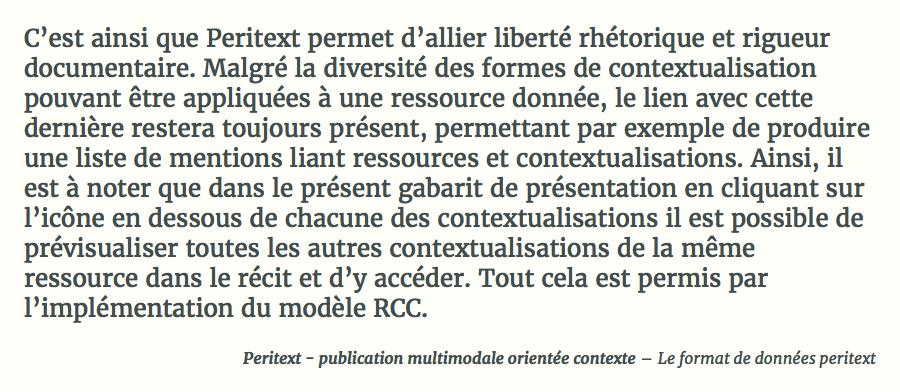 C’est ainsi que Peritext permet d’allier liberté rhétorique et rigueur
documentaire. Malgré la diversité des formes de contextualisation
pouvant être appliquées à une ressource donnée, le lien avec cette
dernière restera toujours présent, permettant par exemple de produire
une liste de mentions liant ressources et contextualisations. Ainsi, il
est à noter que dans le présent gabarit de présentation en cliquant sur
l’icône en dessous de chacune des contextualisations il est possible de
prévisualiser toutes les autres contextualisations de la même
ressource dans le récit et d’y accéder. Tout cela est permis par
l’implémentation du modèle RCC.
Peritext - publication multimodale orientée contexte – Le format de données peritext